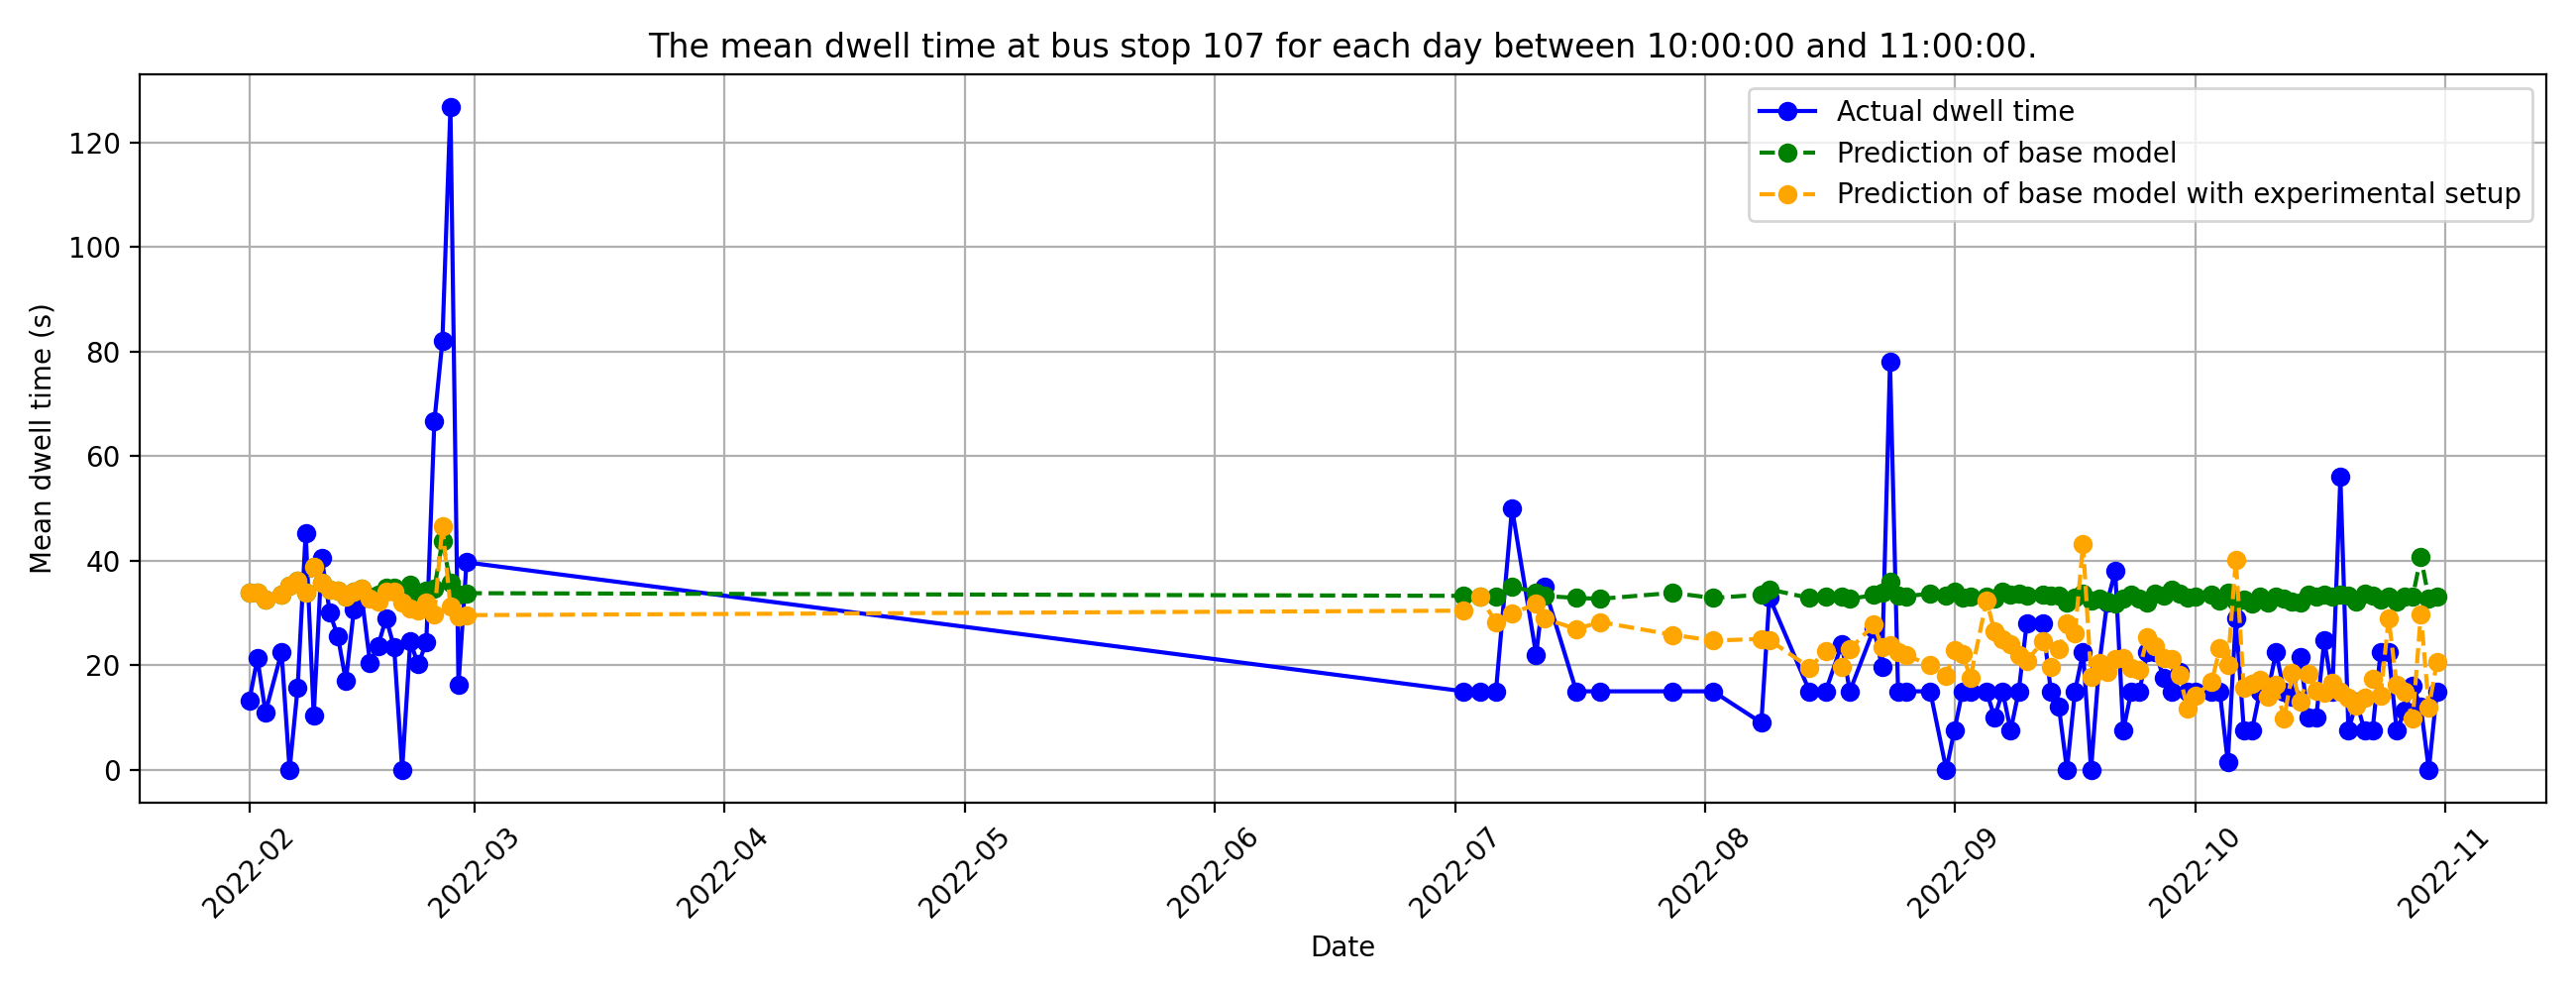 The mean dwell time at bus stop 107 for each day between 10:00:00 and 11:00:00.
Actual dwell time
Prediction of base model
Prediction of base model with experimental setup
Mean dwell time (s)
120
100
80
60
40
20
0
2022-02
2022-03
2022-04
2022-05
2022-06
2022-07
2022-08
2022-09
2022-10
2022-11
Date